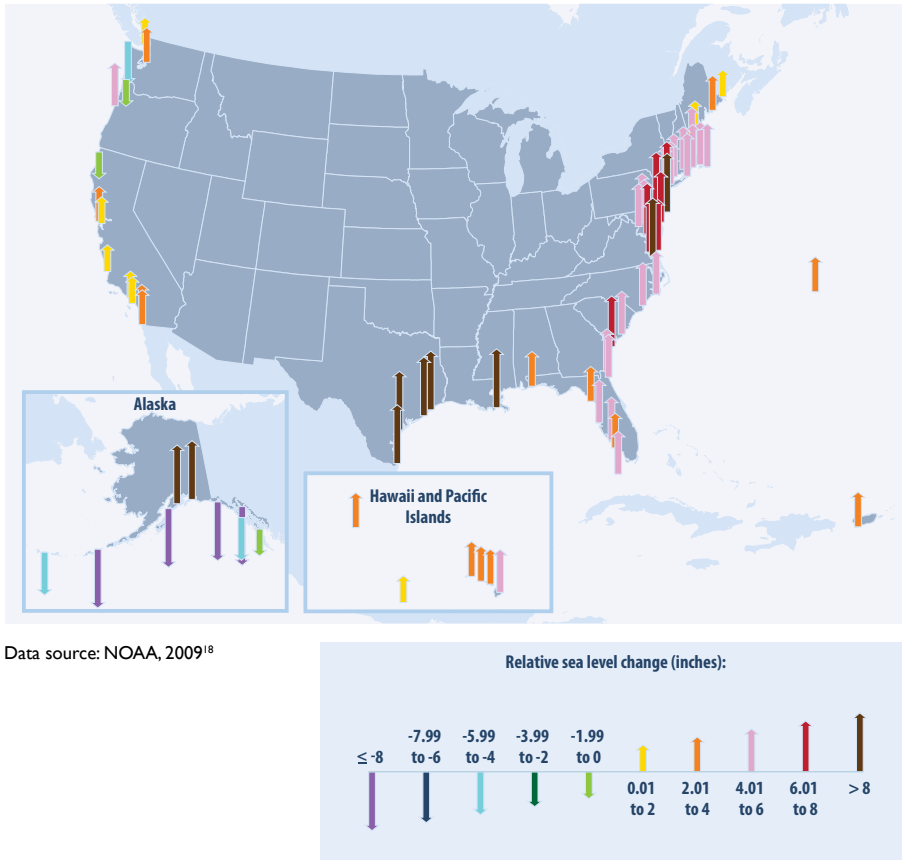 Alaska
Hawaii and Pacific
Islands
Data source: NOAA, 2009¹⁸
Relative sea level change (inches):
≤ -8
-7.99
to -6
-5.99
to -4
-3.99
to -2
-1.99
to 0
0.01
to 2
2.01
to 4
4.01
to 6
6.01
to 8
> 8